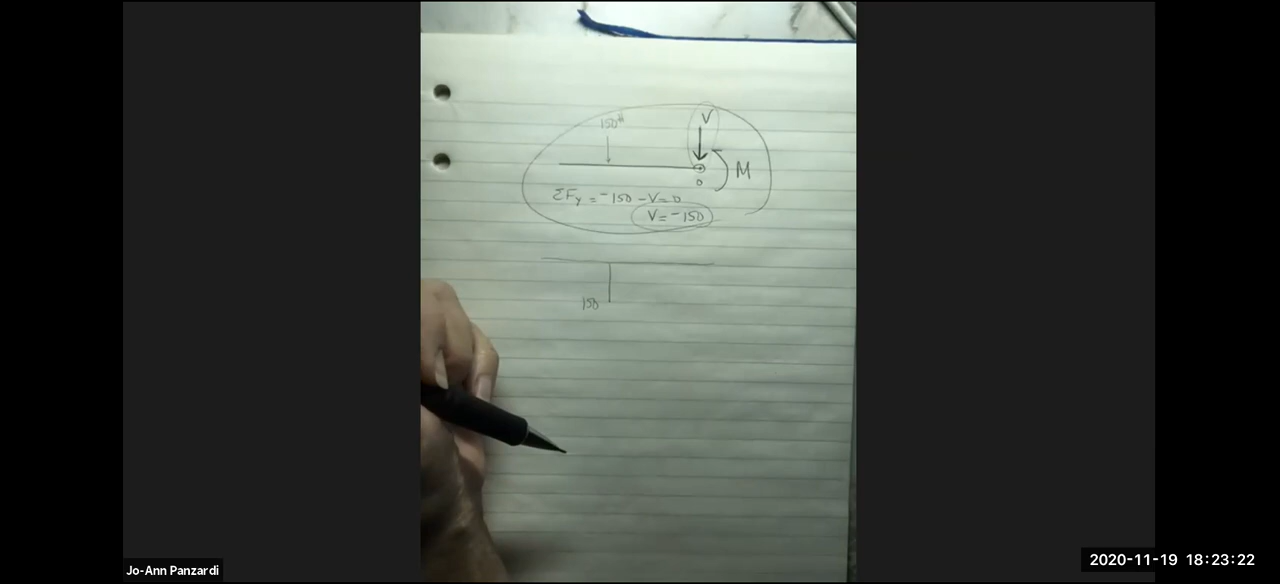 150#
V
M
ΣFy = -150 - V = 0
V = -150
150
Jo-Ann Panzardi
2020-11-19 18:23:22